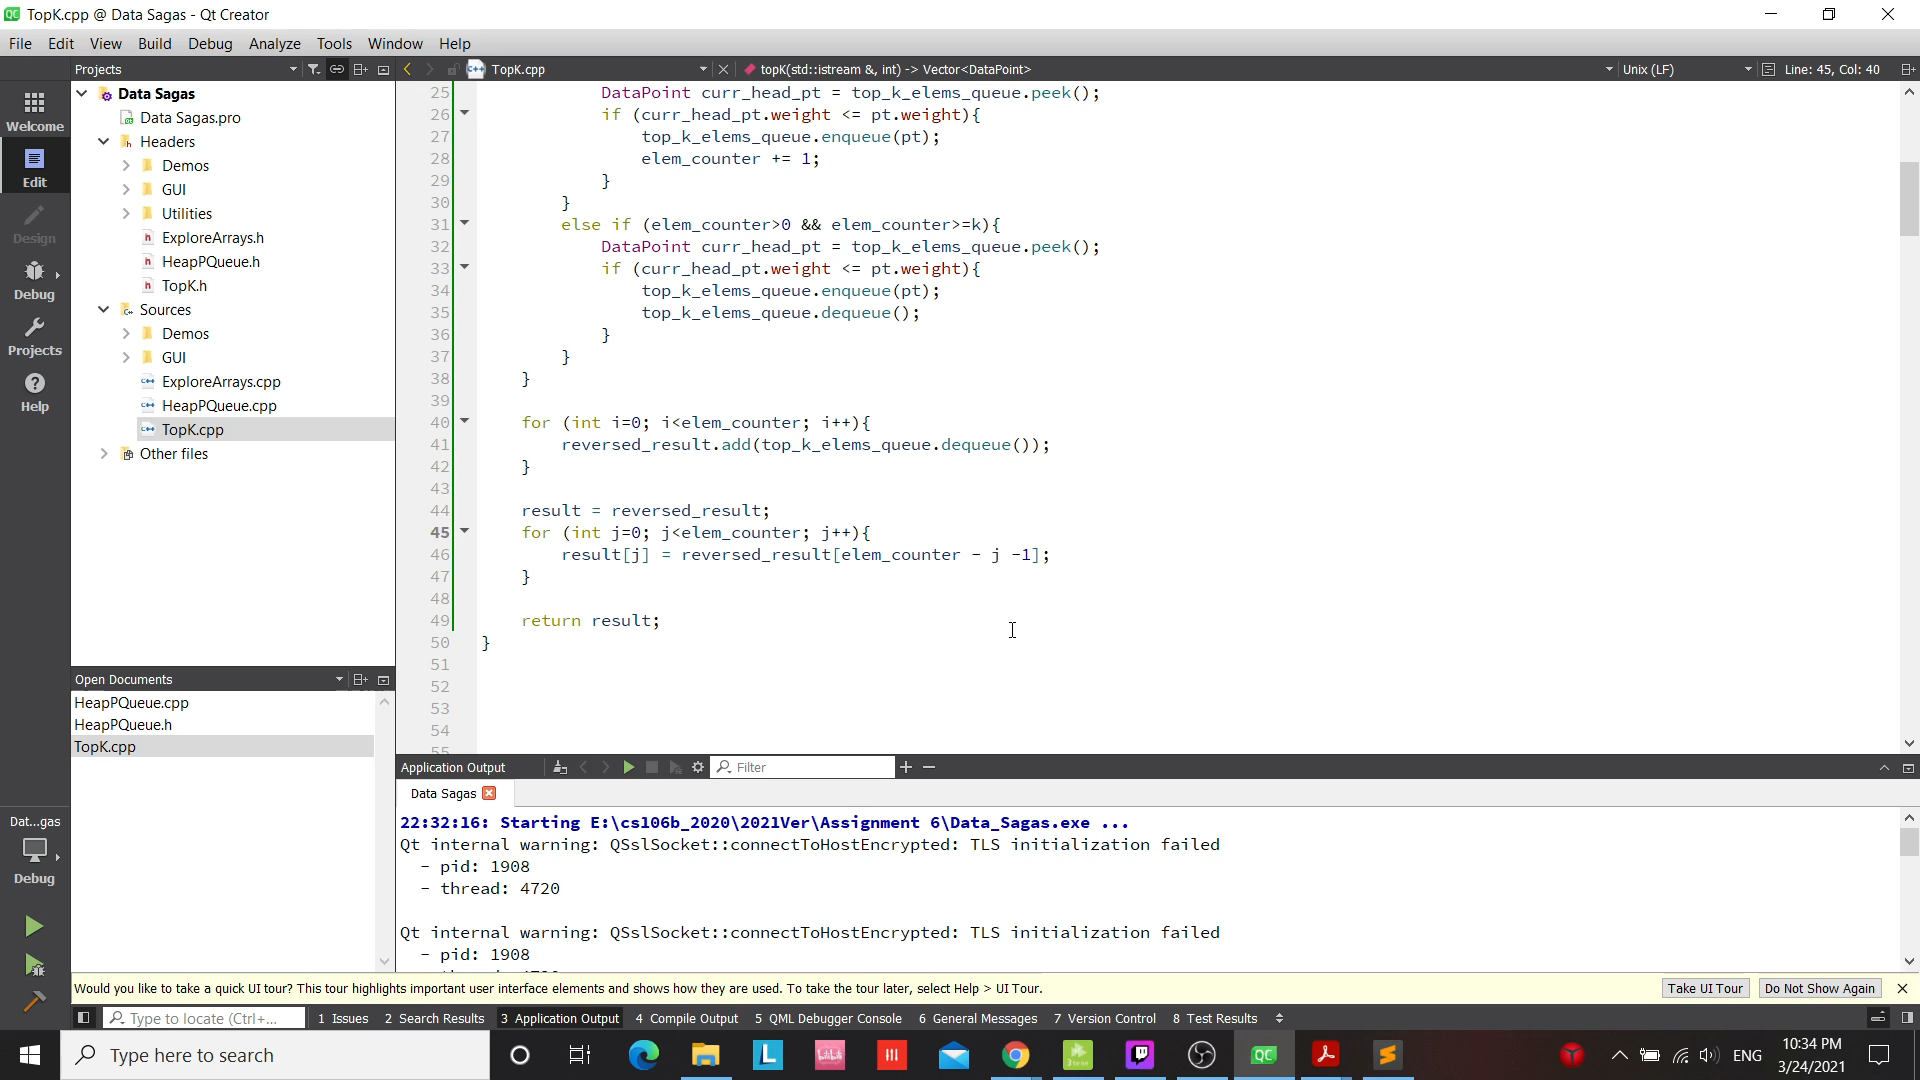 TopK.cpp @ Data Sagas - Qt Creator
File Edit View Build Debug Analyze Tools Window Help
Projects
TopK.cpp
topK(std::istream &, int) -> Vector<DataPoint>
Unix (LF)
Line: 45, Col: 40
Welcome
Edit
Design
Debug
Projects
Help
Data Sagas
Data Sagas.pro
Headers
Demos
GUI
Utilities
ExploreArrays.h
HeapPQueue.h
TopK.h
Sources
Demos
GUI
ExploreArrays.cpp
HeapPQueue.cpp
TopK.cpp
Other files
25 DataPoint curr_head_pt = top_k_elems_queue.peek();
26 if (curr_head_pt.weight <= pt.weight){
27 top_k_elems_queue.enqueue(pt);
28 elem_counter += 1;
29 }
30 }
31 else if (elem_counter>0 && elem_counter>=k){
32 DataPoint curr_head_pt = top_k_elems_queue.peek();
33 if (curr_head_pt.weight <= pt.weight){
34 top_k_elems_queue.enqueue(pt);
35 top_k_elems_queue.dequeue();
36 }
37 }
38 }
39
40 for (int i=0; i<elem_counter; i++){
41 reversed_result.add(top_k_elems_queue.dequeue());
42 }
43
44 result = reversed_result;
45 for (int j=0; j<elem_counter; j++){
46 result[j] = reversed_result[elem_counter - j -1];
47 }
48
49 return result;
50 }
51
52
53
54
55
Open Documents
HeapPQueue.cpp
HeapPQueue.h
TopK.cpp
Application Output
Filter
Data Sagas
22:32:16: Starting E:\cs106b_2020\2021Ver\Assignment 6\Data_Sagas.exe ...
Qt internal warning: QSslSocket::connectToHostEncrypted: TLS initialization failed
- pid: 1908
- thread: 4720
Qt internal warning: QSslSocket::connectToHostEncrypted: TLS initialization failed
- pid: 1908
Dat...gas
Debug
Would you like to take a quick UI tour? This tour highlights important user interface elements and shows how they are used. To take the tour later, select Help > UI Tour.
Take UI Tour
Do Not Show Again
Type to locate (Ctrl+...
1 Issues 2 Search Results 3 Application Output 4 Compile Output 5 QML Debugger Console 6 General Messages 7 Version Control 8 Test Results
Type here to search
ENG
10:34 PM
3/24/2021